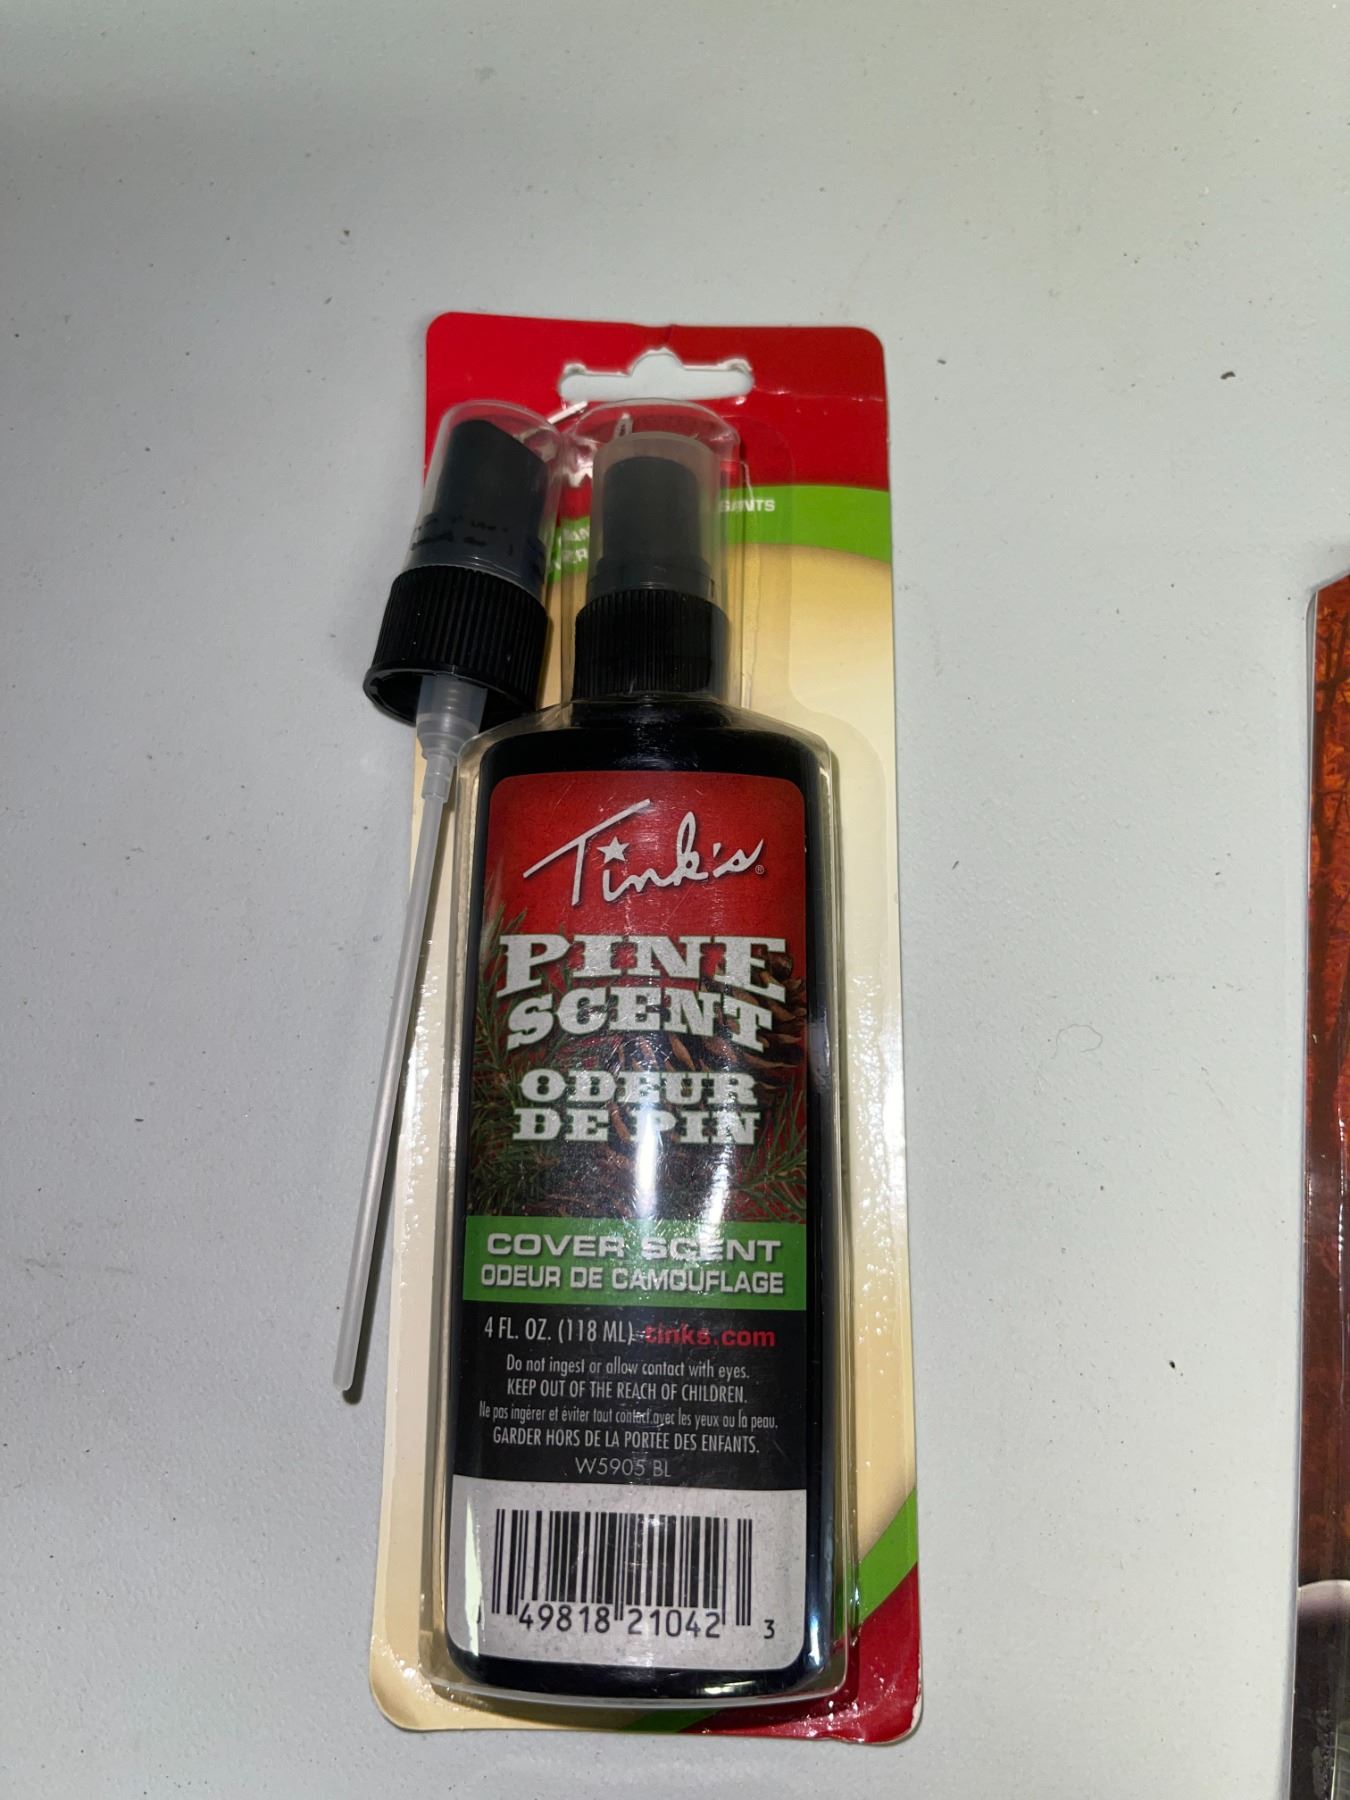 SANTS
Tink's®
PINE
SCENT
ODEUR
DE PIN
COVER SCENT
ODEUR DE CAMOUFLAGE
4 FL. OZ. (118 ML) tinks.com
Do not ingest or allow contact with eyes.
KEEP OUT OF THE REACH OF CHILDREN.
Ne pas ingérer et éviter tout contact avec les yeux ou la peau.
GARDER HORS DE LA PORTÉE DES ENFANTS.
W5905 BL
49818 21042 3